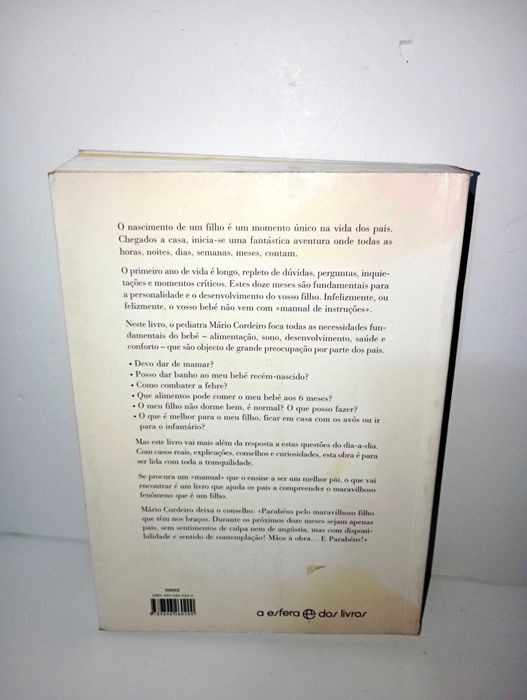 O nascimento de um filho é um momento único na vida dos pais.
Chegados a casa, inicia-se uma fantástica aventura onde todas as
horas, noites, dias, semanas, meses, contam.
O primeiro ano de vida é longo, repleto de dúvidas, perguntas, inquie-
tações e momentos críticos. Estes doze meses são fundamentais para
a personalidade e o desenvolvimento do vosso filho. Infelizmente, ou
felizmente, o vosso bebé não vem com «manual de instruções».
Neste livro, o pediatra Mário Cordeiro foca todas as necessidades fun-
damentais do bebé – alimentação, sono, desenvolvimento, saúde e
conforto – que são objecto de grande preocupação por parte dos pais.
• Devo dar de mamar?
• Posso dar banho ao meu bebé recém-nascido?
• Como combater a febre?
• Que alimentos pode comer o meu bebé aos 6 meses?
• O meu filho não dorme bem, é normal? O que posso fazer?
• O que é melhor para o meu filho, ficar em casa com os avós ou ir
para o infantário?
Mas este livro vai mais além da resposta a estas questões do dia-a-dia.
Com casos reais, explicações, conselhos e curiosidades, esta obra é para
ser lida com toda a tranquilidade.
Se procura um «manual» que o ensine a ser um melhor pai, o que vai
encontrar é um livro que ajuda os pais a compreender o maravilhoso
fenómeno que é um filho.
Mário Cordeiro deixa o conselho: «Parabéns pelo maravilhoso filho
que têm nos braços. Durante os próximos doze meses sejam apenas
pais, sem sentimentos de culpa nem de angústia, mas com disponi-
bilidade e sentido de contemplação! Mãos à obra… E Parabéns!»
a esfera dos livros